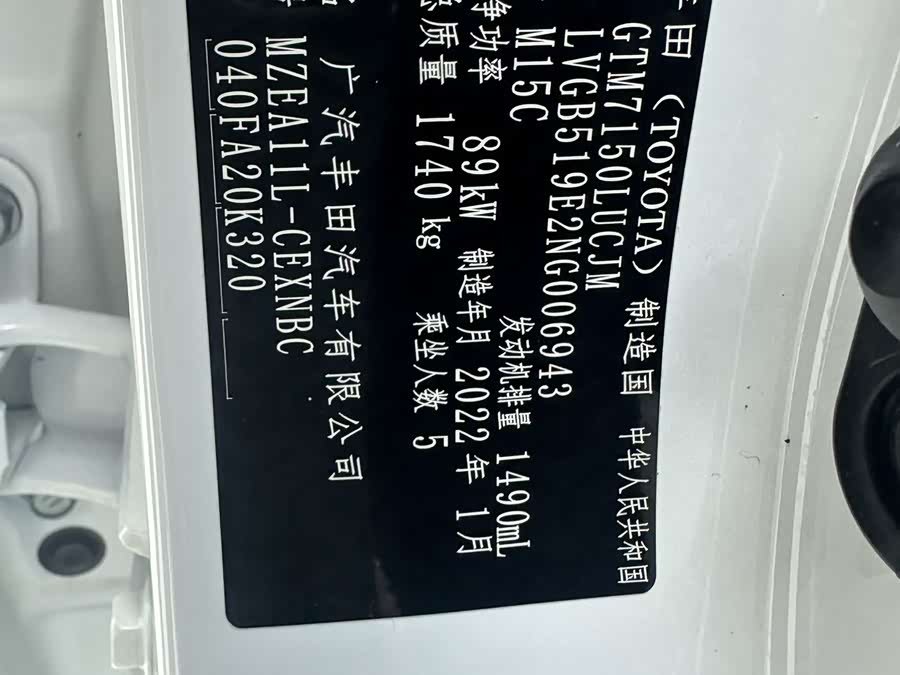 丰田 (TOYOTA) 制造国 中华人民共和国
GTM7150LUCJM
LVGB519E2NG006943
M15C 发动机排量 1490mL
净功率 89kW 制造年月 2022年1月
质量 1740kg 乘坐人数 5
广汽丰田汽车有限公司
MZEA11L-CEXNBC
040FA20K320